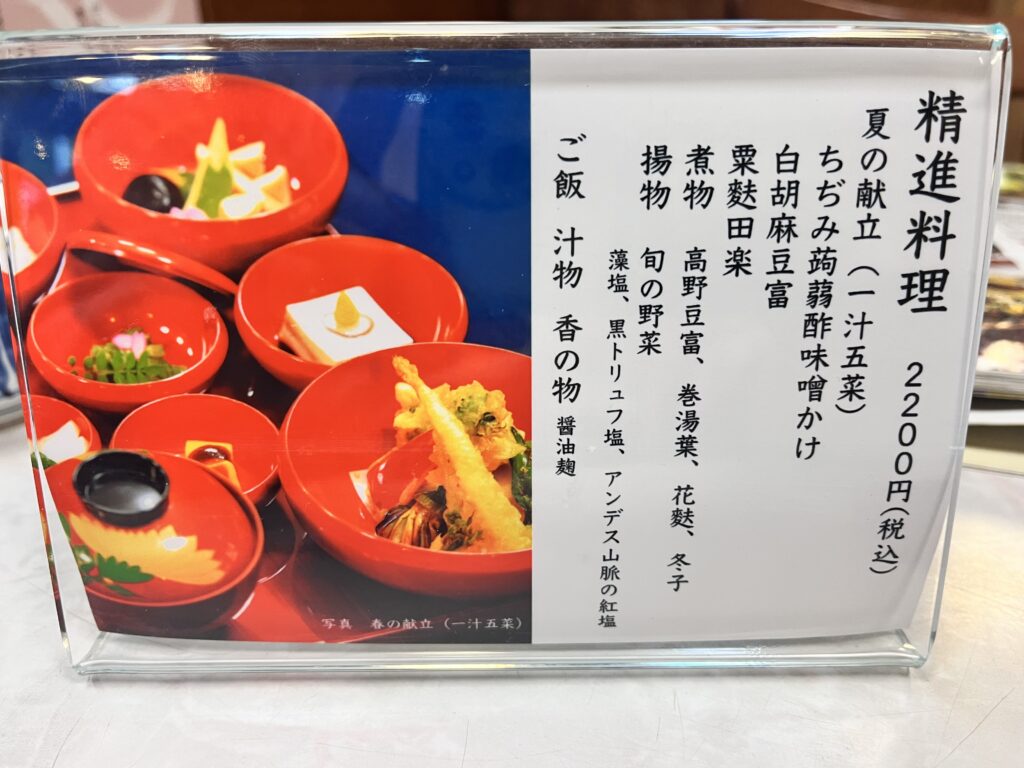 精進料理　2200円(税込)
夏の献立（一汁五菜）
ちぢみ蒟蒻酢味噌かけ
白胡麻豆富
粟麩田楽
煮物　高野豆富、巻湯葉、花麩、冬子
揚物　旬の野菜
藻塩、黒トリュフ塩、アンデス山脈の紅塩
ご飯　汁物　香の物　醤油麹
写真　春の献立（一汁五菜）